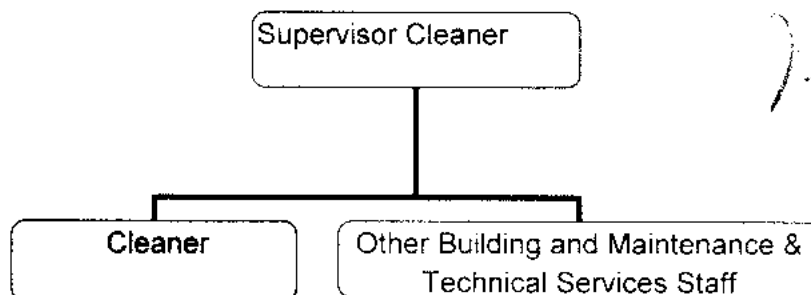 Supervisor Cleaner
Cleaner
Other Building and Maintenance &
Technical Services Staff